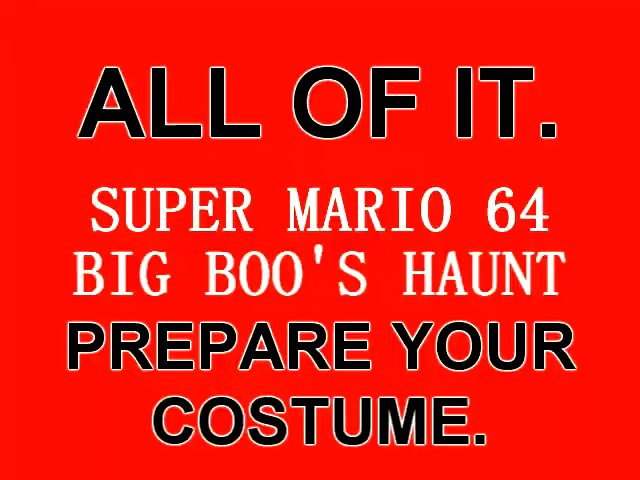 ALL OF IT.
SUPER MARIO 64
BIG BOO'S HAUNT
PREPARE YOUR
COSTUME.